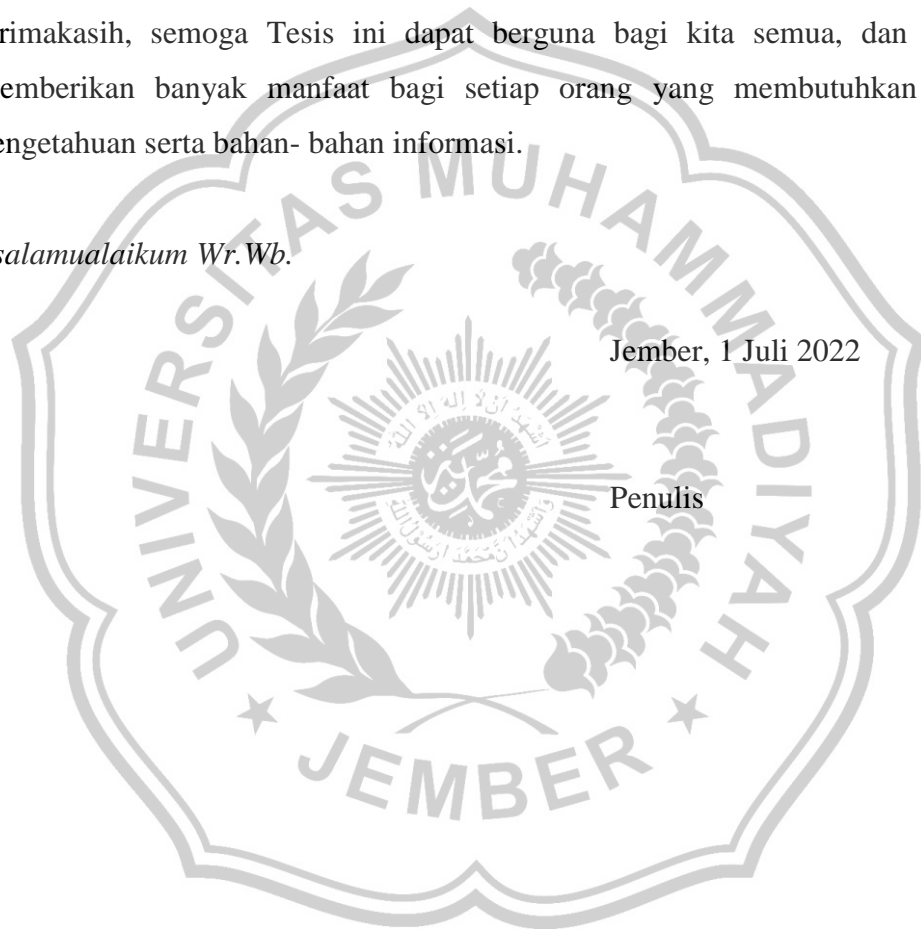 rimakasih, semoga Tesis ini dapat berguna bagi kita semua, dan
emberikan banyak manfaat bagi setiap orang yang membutuhkan
engetahuan serta bahan- bahan informasi.
salamualaikum Wr.Wb.
Jember, 1 Juli 2022
Penulis
UNIVERSITAS MUHAMMADIYAH
JEMBER